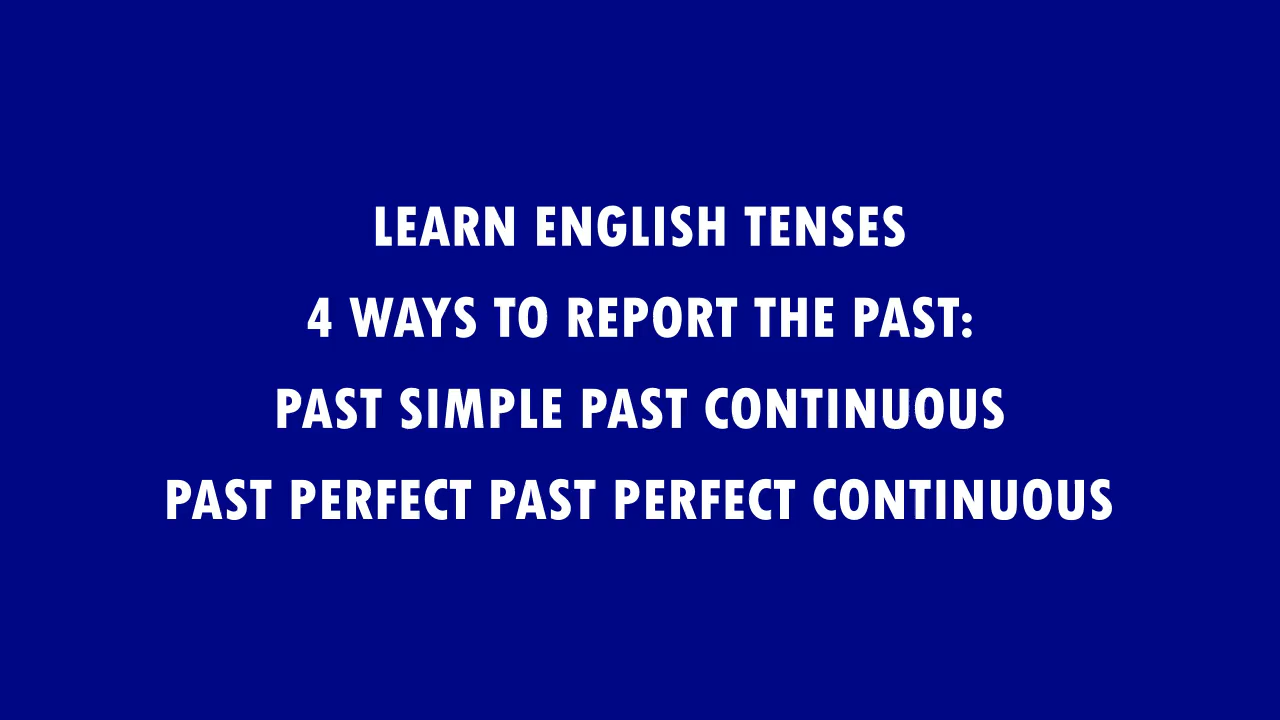 LEARN ENGLISH TENSES
4 WAYS TO REPORT THE PAST:
PAST SIMPLE PAST CONTINUOUS
PAST PERFECT PAST PERFECT CONTINUOUS